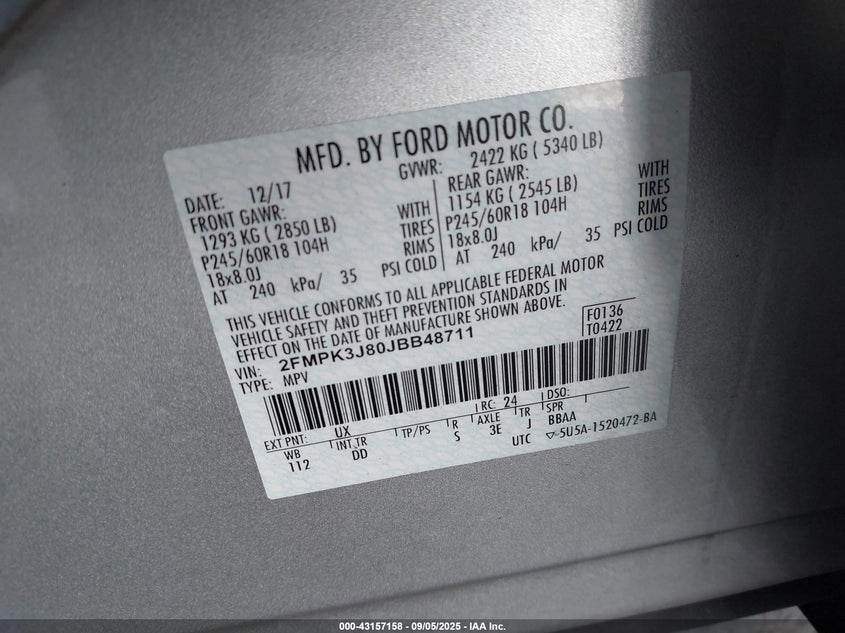 MFD. BY FORD MOTOR CO.
DATE: 12/17 GVWR: 2422 KG ( 5340 LB)
FRONT GAWR: REAR GAWR:
1293 KG ( 2850 LB) WITH 1154 KG ( 2545 LB) WITH
P245/60R18 104H TIRES P245/60R18 104H TIRES
18x8.0J RIMS 18x8.0J RIMS
AT 240 kPa/ 35 PSI COLD AT 240 kPa/ 35 PSI COLD
THIS VEHICLE CONFORMS TO ALL APPLICABLE FEDERAL MOTOR
VEHICLE SAFETY AND THEFT PREVENTION STANDARDS IN
EFFECT ON THE DATE OF MANUFACTURE SHOWN ABOVE.
VIN: 2FMPK3J80JBB48711 F0136
TYPE: MPV T0422
EXT PNT: UX RC: 24 DSO:
WB INT TR TP/PS R AXLE TR SPR
112 DD S 3E J BBAA
UTC ▽-5U5A-1520472-BA
000-43157158 - 09/05/2025 - IAA Inc.